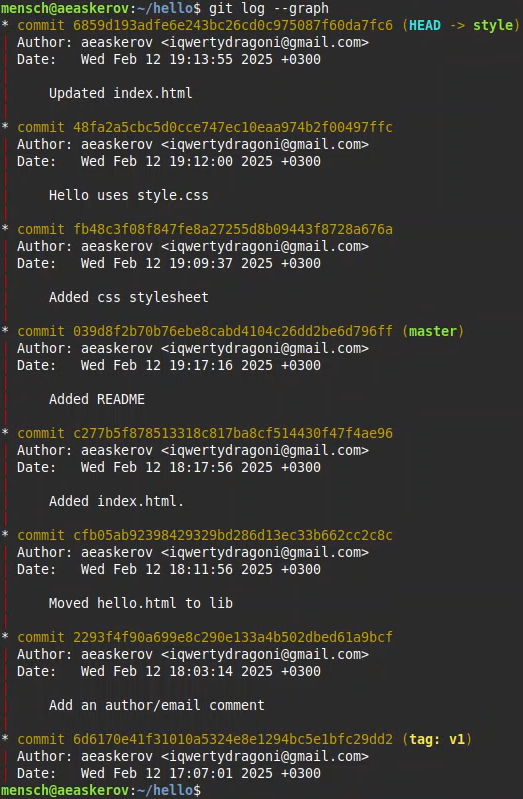 mensch@aeaskerov:~/hello$ git log --graph
* commit 6859d193adfe6e243bc26cd0c975087f60da7fc6 (HEAD -> style)
| Author: aeaskerov <iqwertydragoni@gmail.com>
| Date:   Wed Feb 12 19:13:55 2025 +0300
|
|     Updated index.html
|
* commit 48fa2a5cbc5d0cce747ec10eaa974b2f00497ffc
| Author: aeaskerov <iqwertydragoni@gmail.com>
| Date:   Wed Feb 12 19:12:00 2025 +0300
|
|     Hello uses style.css
|
* commit fb48c3f08f847fe8a27255d8b09443f8728a676a
| Author: aeaskerov <iqwertydragoni@gmail.com>
| Date:   Wed Feb 12 19:09:37 2025 +0300
|
|     Added css stylesheet
|
* commit 039d8f2b70b76ebe8cabd4104c26dd2be6d796ff (master)
| Author: aeaskerov <iqwertydragoni@gmail.com>
| Date:   Wed Feb 12 19:17:16 2025 +0300
|
|     Added README
|
* commit c277b5f878513318c817ba8cf514430f47f4ae96
| Author: aeaskerov <iqwertydragoni@gmail.com>
| Date:   Wed Feb 12 18:17:56 2025 +0300
|
|     Added index.html.
|
* commit cfb05ab92398429329bd286d13ec33b662cc2c8c
| Author: aeaskerov <iqwertydragoni@gmail.com>
| Date:   Wed Feb 12 18:11:56 2025 +0300
|
|     Moved hello.html to lib
|
* commit 2293f4f90a699e8c290e133a4b502dbed61a9bcf
| Author: aeaskerov <iqwertydragoni@gmail.com>
| Date:   Wed Feb 12 18:03:14 2025 +0300
|
|     Add an author/email comment
|
* commit 6d6170e41f31010a5324e8e1294bc5e1bfc29dd2 (tag: v1)
| Author: aeaskerov <iqwertydragoni@gmail.com>
| Date:   Wed Feb 12 17:07:01 2025 +0300
mensch@aeaskerov:~/hello$